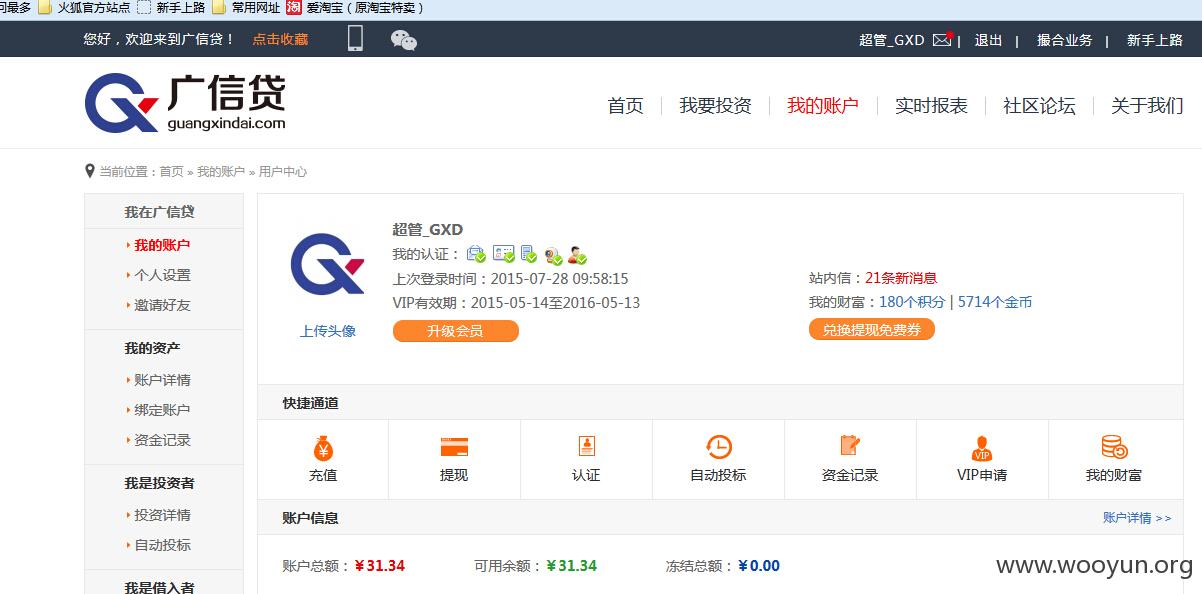 问最多 火狐官方站点 新手上路 常用网址 淘 爱淘宝（原淘宝特卖）
您好，欢迎来到广信贷！ 点击收藏 超管_GXD | 退出 | 撮合业务 | 新手上路
广信贷
guangxindai.com
首页 我要投资 我的账户 实时报表 社区论坛 关于我们
当前位置：首页 » 我的账户 » 用户中心
我在广信贷
我的账户
个人设置
邀请好友
我的资产
账户详情
绑定账户
资金记录
我是投资者
投资详情
自动投标
我是借入者
上传头像
超管_GXD
我的认证：
上次登录时间：2015-07-28 09:58:15
VIP有效期：2015-05-14至2016-05-13
升级会员
站内信：21条新消息
我的财富：180个积分 | 5714个金币
兑换提现免费券
快捷通道
充值 提现 认证 自动投标 资金记录 VIP VIP申请 我的财富
账户信息 账户详情 >>
账户总额：¥31.34 可用余额：¥31.34 冻结总额：¥0.00
www.wooyun.org